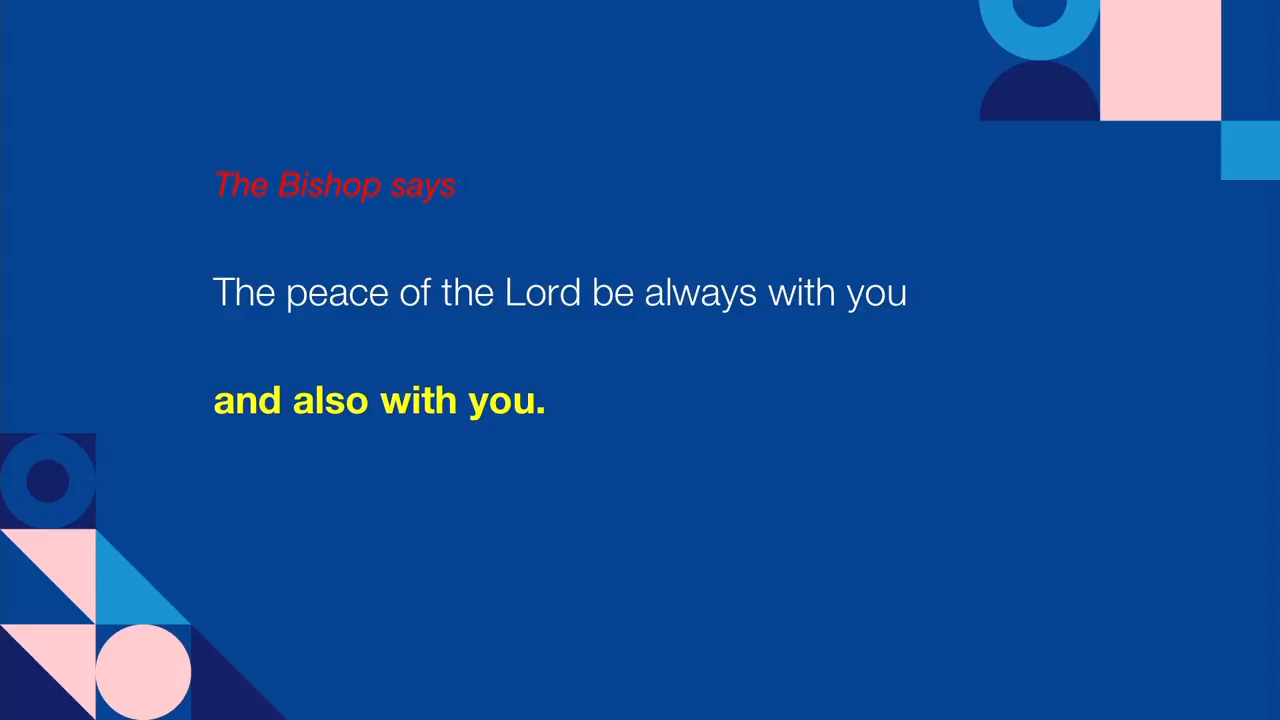 The Bishop says
The peace of the Lord be always with you
and also with you.